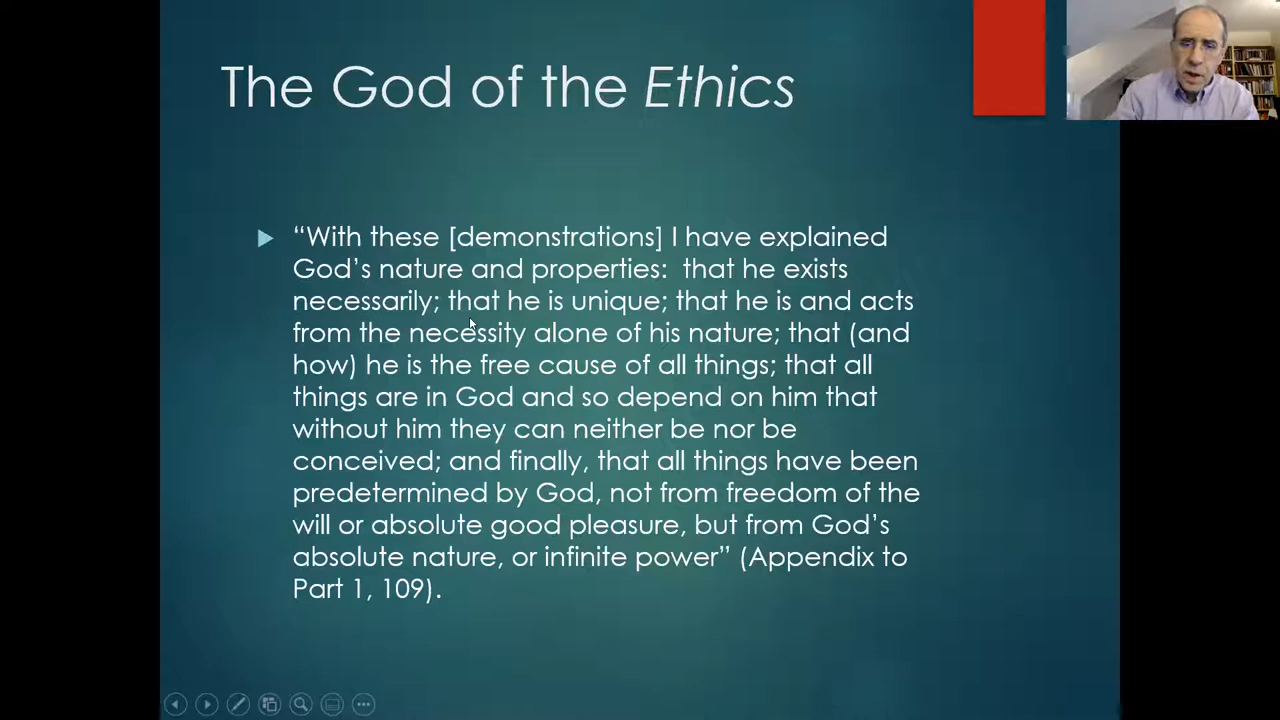 The God of the Ethics
“With these [demonstrations] I have explained
God’s nature and properties:  that he exists
necessarily; that he is unique; that he is and acts
from the necessity alone of his nature; that (and
how) he is the free cause of all things; that all
things are in God and so depend on him that
without him they can neither be nor be
conceived; and finally, that all things have been
predetermined by God, not from freedom of the
will or absolute good pleasure, but from God’s
absolute nature, or infinite power” (Appendix to
Part 1, 109).